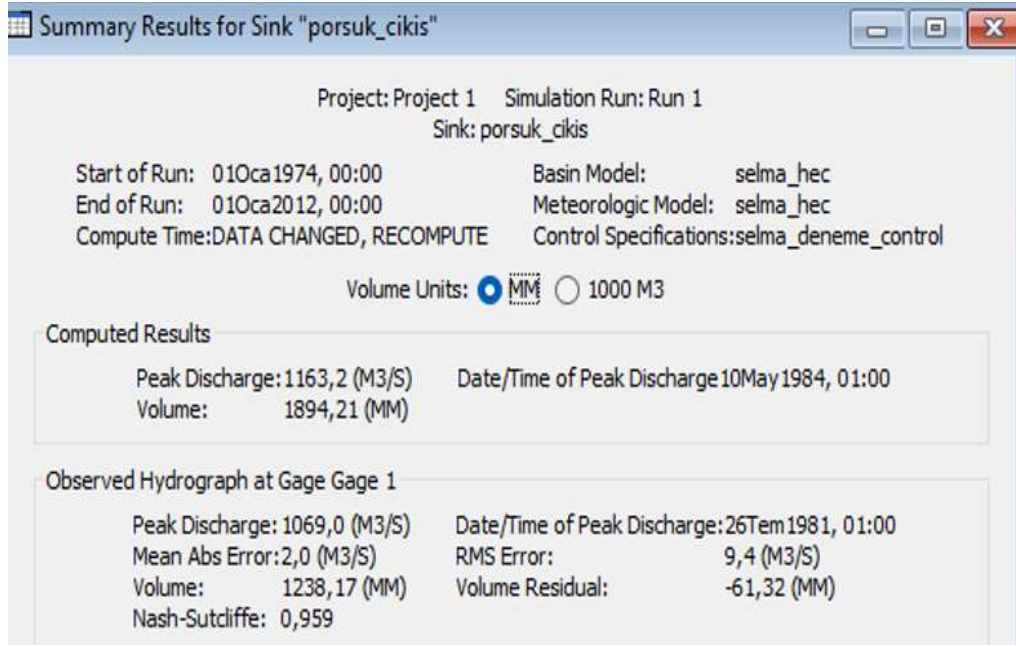 Summary Results for Sink "porsuk_cikis"
Project: Project 1 Simulation Run: Run 1
Sink: porsuk_cikis
Start of Run: 01Oca1974, 00:00 Basin Model: selma_hec
End of Run: 01Oca2012, 00:00 Meteorologic Model: selma_hec
Compute Time:DATA CHANGED, RECOMPUTE Control Specifications:selma_deneme_control
Volume Units: MM 1000 M3
Computed Results
Peak Discharge:1163,2 (M3/S) Date/Time of Peak Discharge10May1984, 01:00
Volume: 1894,21 (MM)
Observed Hydrograph at Gage Gage 1
Peak Discharge:1069,0 (M3/S) Date/Time of Peak Discharge:26Tem1981, 01:00
Mean Abs Error:2,0 (M3/S) RMS Error: 9,4 (M3/S)
Volume: 1238,17 (MM) Volume Residual: -61,32 (MM)
Nash-Sutcliffe: 0,959